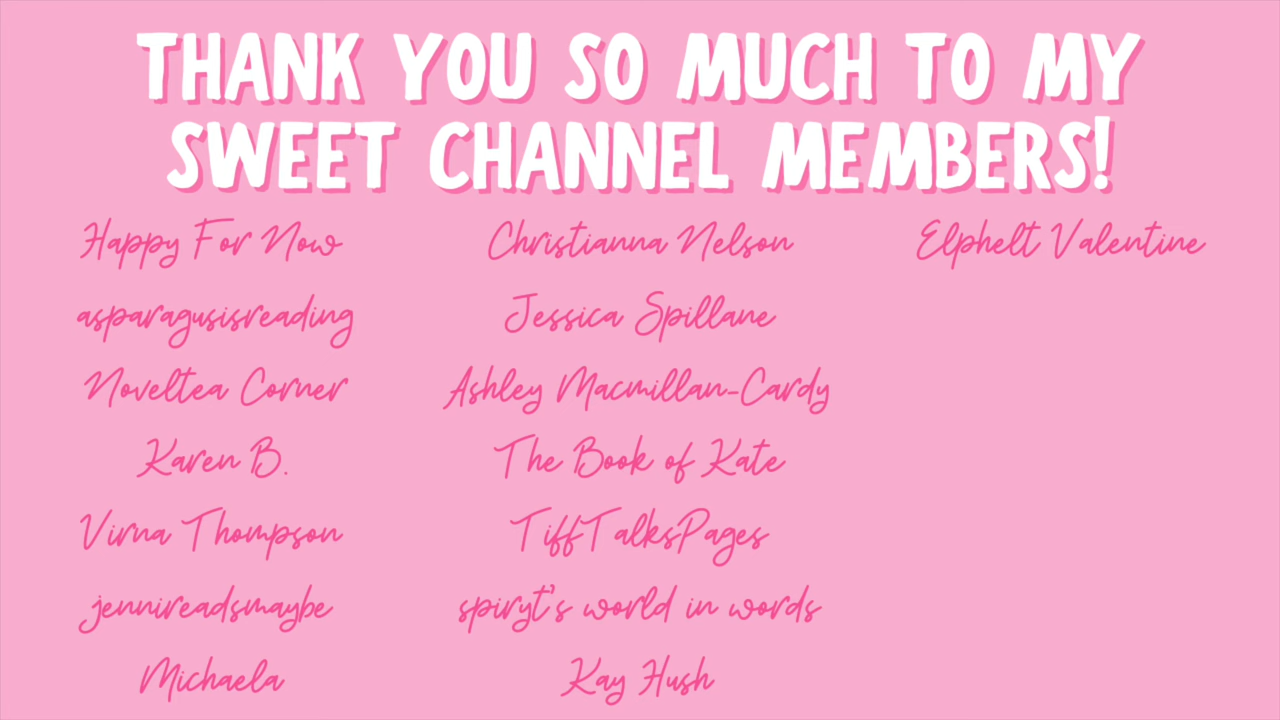 THANK YOU SO MUCH TO MY
SWEET CHANNEL MEMBERS!
Happy For Now
asparagusisreading
Noveltea Corner
Karen B.
Virna Thompson
jennireadsmaybe
Michaela
Christianna Nelson
Jessica Spillane
Ashley Macmillan-Cardy
The Book of Kate
TiffTalksPages
spiryt's world in words
Kay Hush
Elphelt Valentine